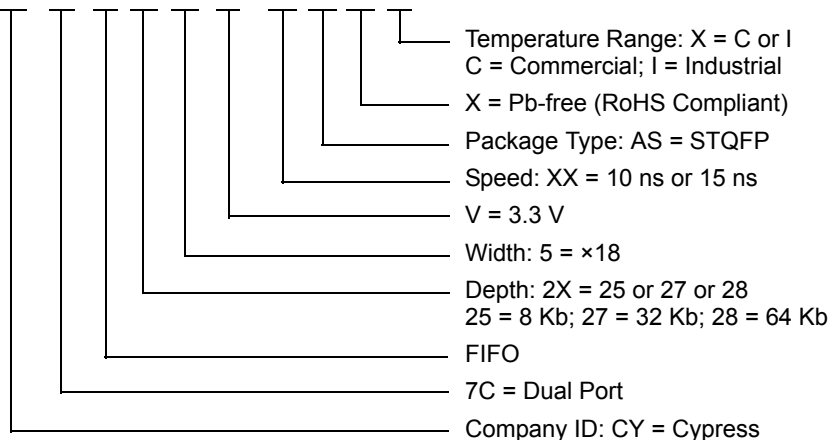 Temperature Range: X = C or I
C = Commercial; I = Industrial
X = Pb-free (RoHS Compliant)
Package Type: AS = STQFP
Speed: XX = 10 ns or 15 ns
V = 3.3 V
Width: 5 = ×18
Depth: 2X = 25 or 27 or 28
25 = 8 Kb; 27 = 32 Kb; 28 = 64 Kb
FIFO
7C = Dual Port
Company ID: CY = Cypress